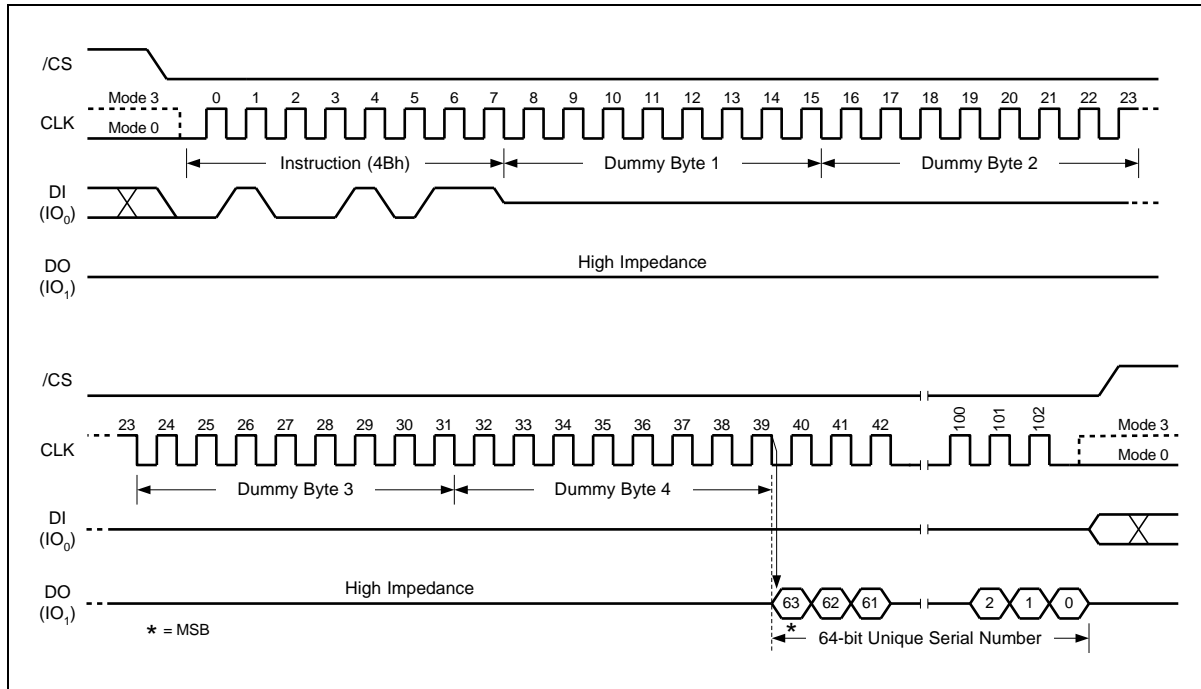 /CS
Mode 3 0 1 2 3 4 5 6 7 8 9 10 11 12 13 14 15 16 17 18 19 20 21 22 23
CLK
Mode 0
Instruction (4Bh) Dummy Byte 1 Dummy Byte 2
DI
(IO0)
High Impedance
DO
(IO1)
/CS
23 24 25 26 27 28 29 30 31 32 33 34 35 36 37 38 39 40 41 42 100 101 102 Mode 3
CLK
Mode 0
Dummy Byte 3 Dummy Byte 4
DI
(IO0)
High Impedance
DO
(IO1)
63 62 61 2 1 0
* = MSB * 64-bit Unique Serial Number